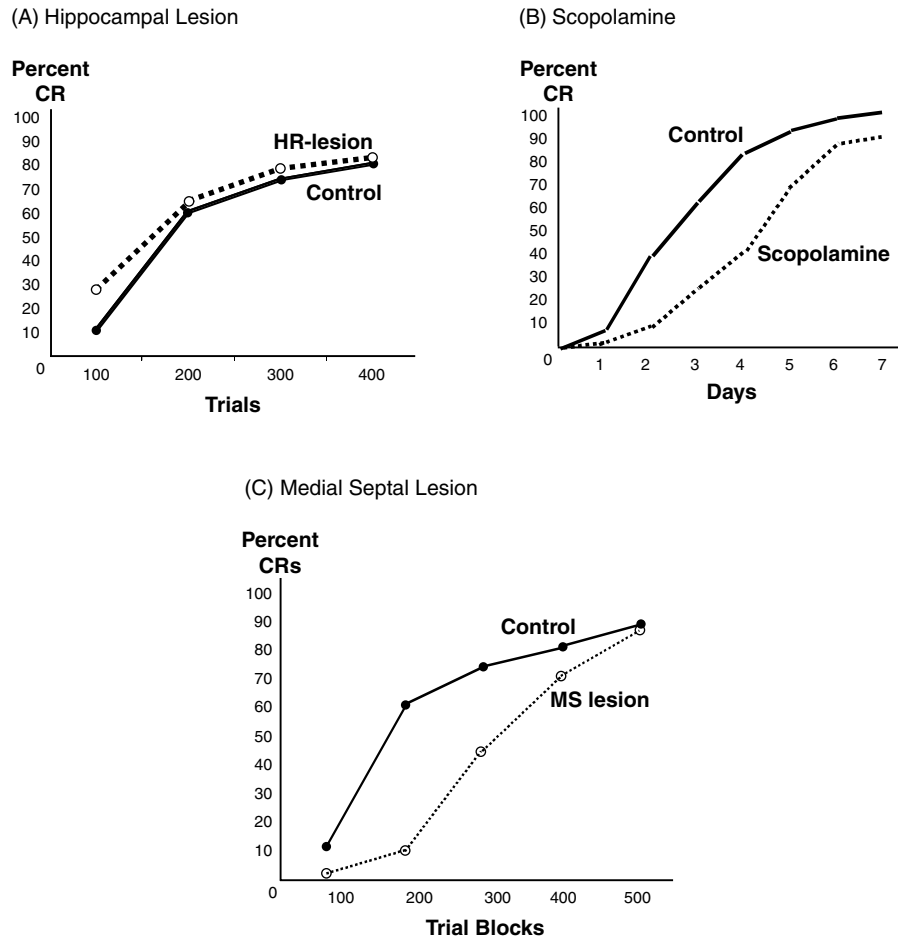 (A) Hippocampal Lesion
Percent
CR
100
90
80
70
60
50
40
30
20
10
0
HR-lesion
Control
100 200 300 400
Trials
(B) Scopolamine
Percent
CR
100
90
80
70
60
50
40
30
20
10
0
Control
Scopolamine
1 2 3 4 5 6 7
Days
(C) Medial Septal Lesion
Percent
CRs
100
90
80
70
60
50
40
30
20
10
0
Control
MS lesion
100 200 300 400 500
Trial Blocks